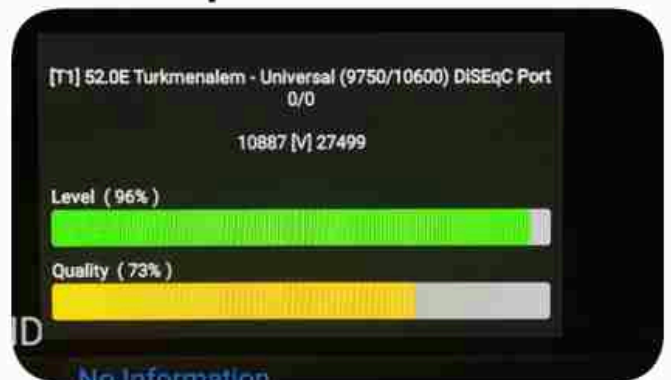 [T1] 52.0E Turkmenalem - Universal (9750/10600) DiSEqC Port
0/0
10887 [V] 27499
Level ( 96% )
Quality ( 73% )
ID
No Information